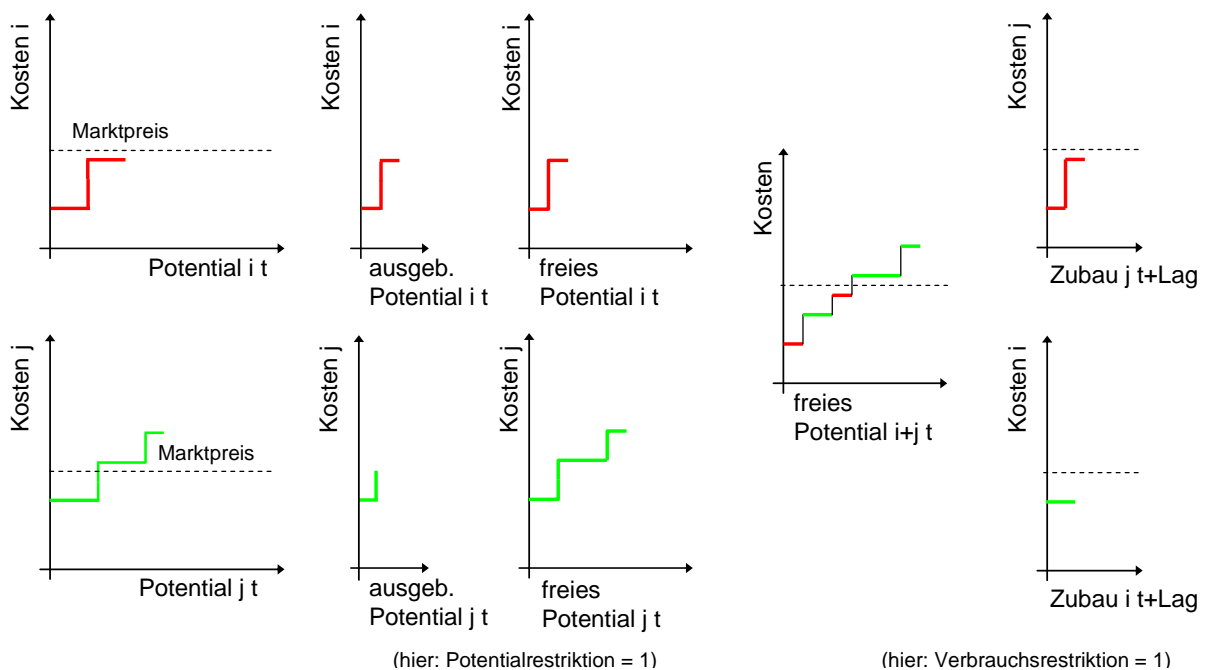 Kosten i
Marktpreis
Potential i t
Kosten i
ausgeb.
Potential i t
Kosten i
freies
Potential i t
Kosten
freies
Potential i+j t
Kosten j
Zubau j t+Lag
Kosten j
Marktpreis
Potential j t
Kosten j
ausgeb.
Potential j t
Kosten j
freies
Potential j t
Kosten i
Zubau i t+Lag
(hier: Potentialrestriktion = 1)
(hier: Verbrauchsrestriktion = 1)